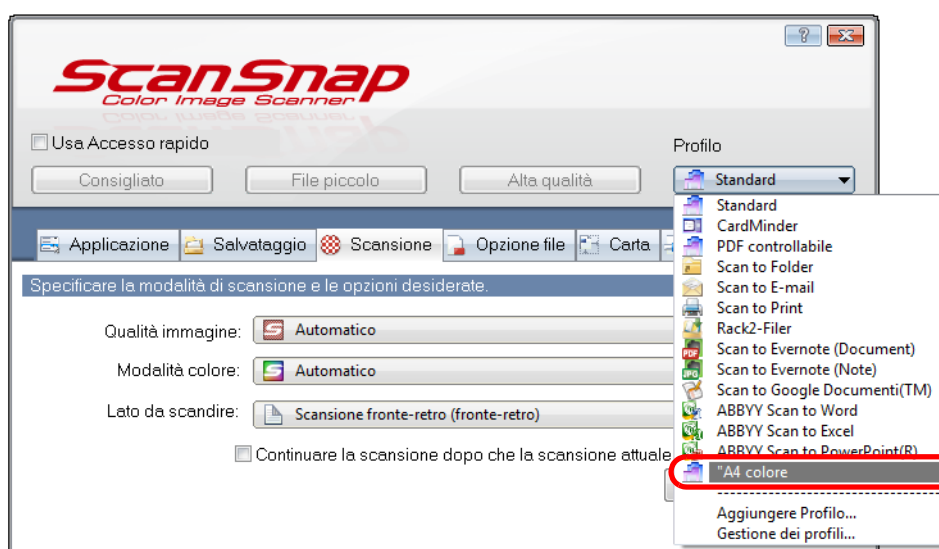 ScanSnap
Color Image Scanner
Usa Accesso rapido
Profilo
Consigliato
File piccolo
Alta qualità
Standard
Applicazione
Salvataggio
Scansione
Opzione file
Carta
Specificare la modalità di scansione e le opzioni desiderate.
Qualità immagine:
Automatico
Modalità colore:
Automatico
Lato da scandire:
Scansione fronte-retro (fronte-retro)
Continuare la scansione dopo che la scansione attuale
Standard
CardMinder
PDF controllabile
Scan to Folder
Scan to E-mail
Scan to Print
Rack2-Filer
Scan to Evernote (Document)
Scan to Evernote (Note)
Scan to Google Documenti(TM)
ABBYY Scan to Word
ABBYY Scan to Excel
ABBYY Scan to PowerPoint(R)
"A4 colore
Aggiungere Profilo...
Gestione dei profili...